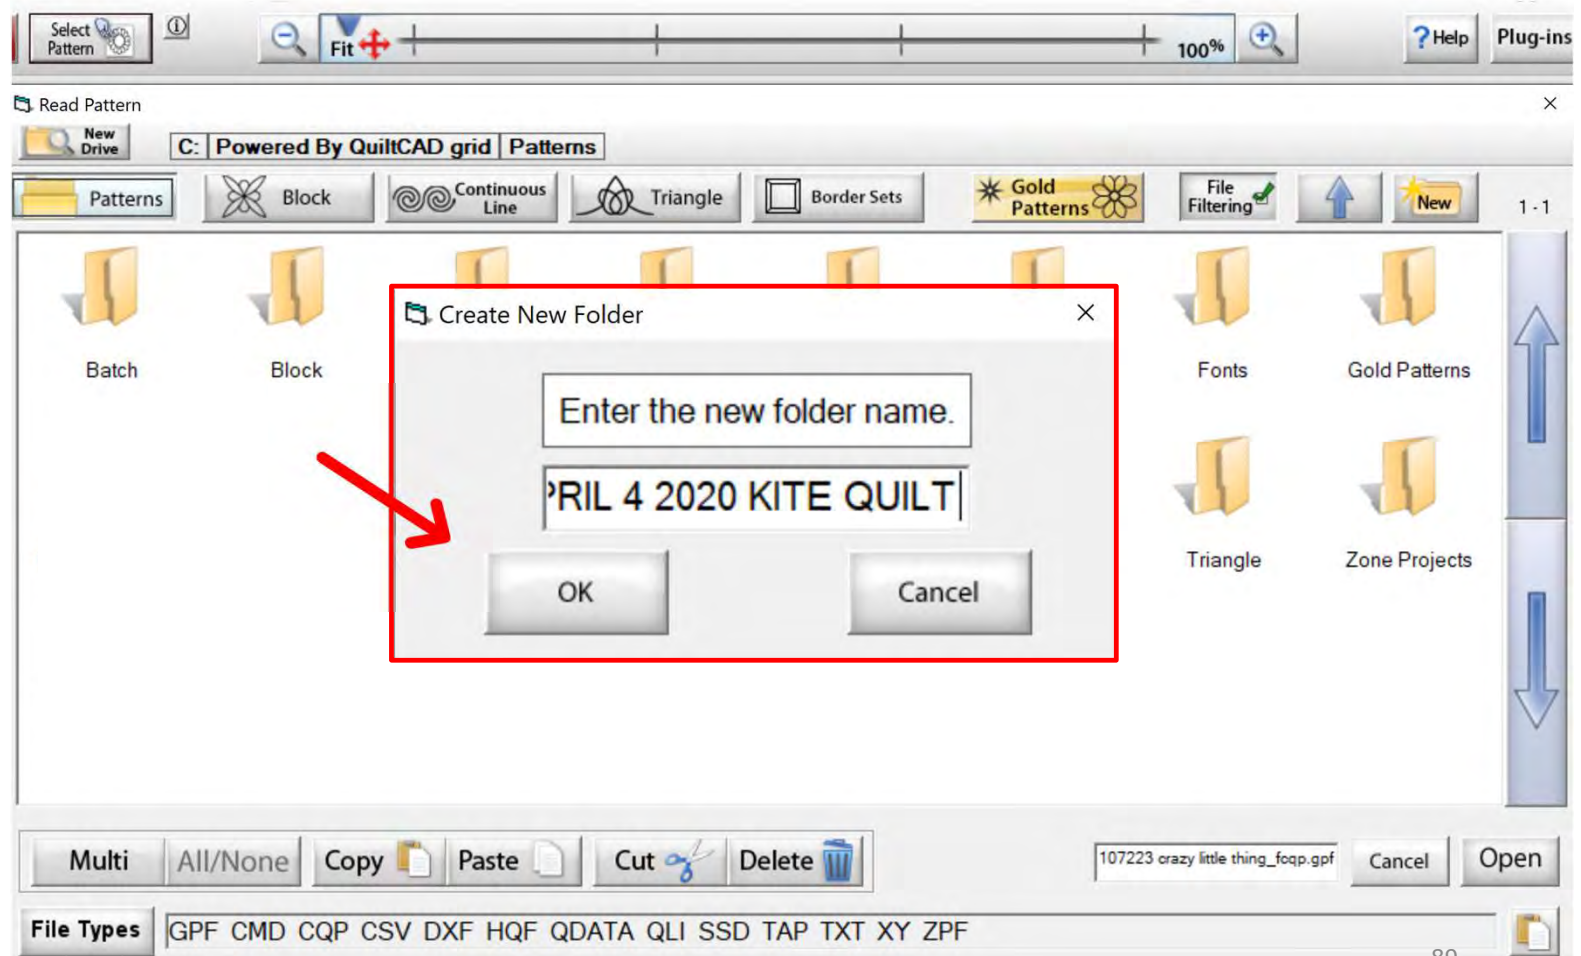 Select Pattern
Fit
100%
?Help
Plug-ins
Read Pattern
New Drive
C: Powered By QuiltCAD grid Patterns
Patterns
Block
Continuous Line
Triangle
Border Sets
Gold Patterns
File Filtering
New
1 - 1
Create New Folder
Batch
Block
Fonts
Gold Patterns
Enter the new folder name.
PRIL 4 2020 KITE QUILT
Triangle
Zone Projects
OK
Cancel
Multi
All/None
Copy
Paste
Cut
Delete
107223 crazy little thing_fcqp.gpf
Cancel
Open
File Types
GPF CMD CQP CSV DXF HQF QDATA QLI SSD TAP TXT XY ZPF